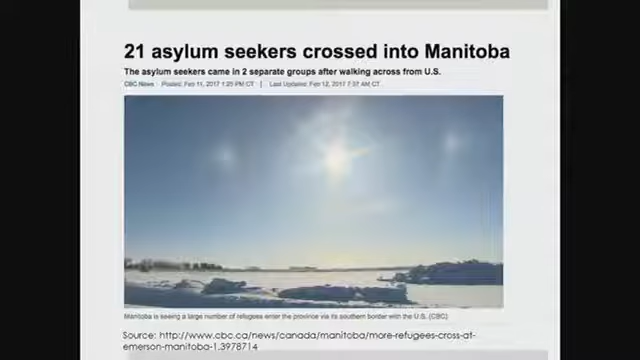 21 asylum seekers crossed into Manitoba
The asylum seekers came in 2 separate groups after walking across from U.S.
CBC News Posted: Feb 11, 2017 1:25 PM CT | Last Updated: Feb 12, 2017 7:37 AM CT
Manitoba is seeing a large number of refugees enter the province via its southern border with the U.S. (CBC)
Source: http://www.cbc.ca/news/canada/manitoba/more-refugees-cross-at-
emerson-manitoba-1.3978714